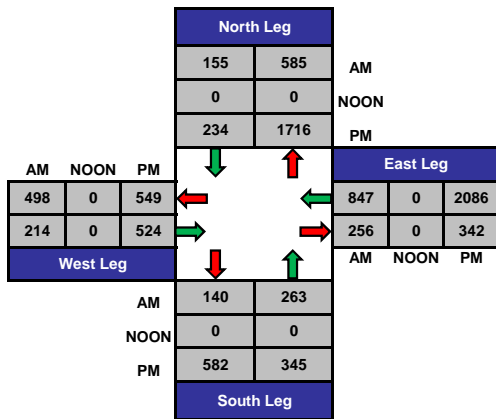 North Leg
155 585 AM
0 0 NOON
234 1716 PM
AM NOON PM East Leg
498 0 549 847 0 2086
214 0 524 256 0 342
West Leg AM NOON PM
AM 140 263
NOON 0 0
PM 582 345
South Leg